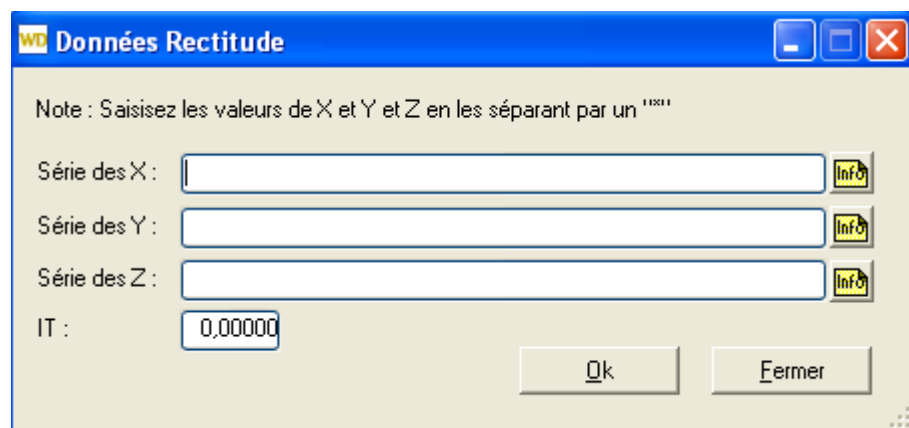 WD Données Rectitude
Note : Saisisez les valeurs de X et Y et Z en les séparant par un "*"
Série des X : Info
Série des Y : Info
Série des Z : Info
IT : 0,00000
Ok Fermer